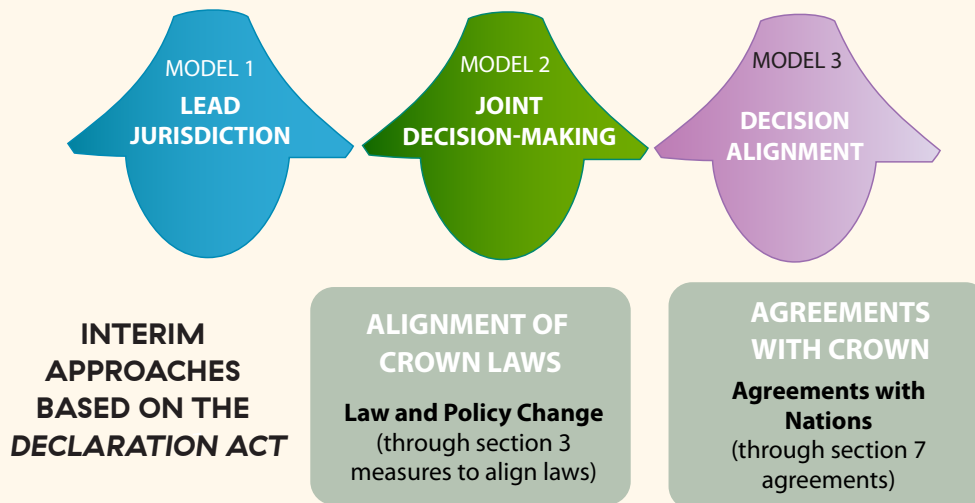 MODEL 1
LEAD
JURISDICTION
MODEL 2
JOINT
DECISION-MAKING
MODEL 3
DECISION
ALIGNMENT
INTERIM
APPROACHES
BASED ON THE
DECLARATION ACT
ALIGNMENT OF
CROWN LAWS
Law and Policy Change
(through section 3
measures to align laws)
AGREEMENTS
WITH CROWN
Agreements with
Nations
(through section 7
agreements)